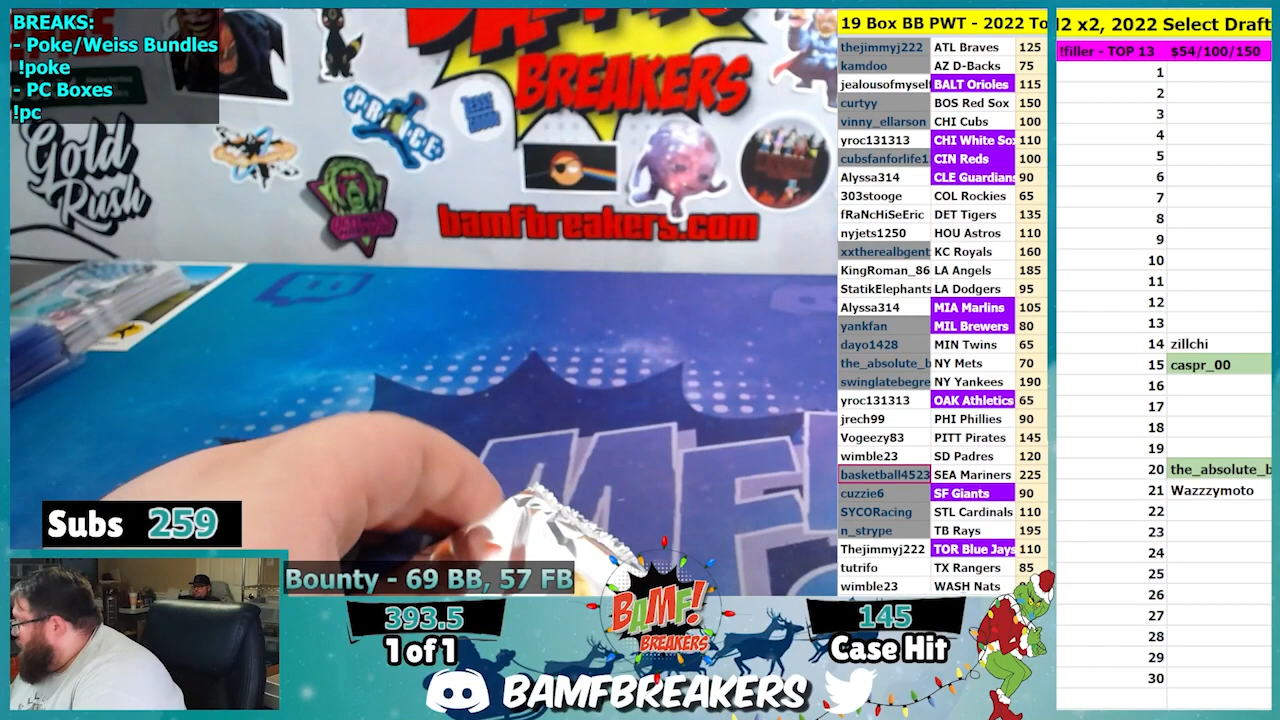 BREAKS:
- Poke/Weiss Bundles
!poke
- PC Boxes
!pc
BREAKERS
Gold
Rush
PRINCE
bamfbreakers.com
Subs 259
Bounty - 69 BB, 57 FB
393.5
1 of 1
BAMF!
BREAKERS
145
Case Hit
BAMFBREAKERS
19 Box BB PWT - 2022 To
thejimmyj222 ATL Braves 125
kamdoo AZ D-Backs 75
jealousofmysel BALT Orioles 115
curtyy BOS Red Sox 150
vinny_ellarson CHI Cubs 100
yroc131313 CHI White Sox 110
cubsfanforlife1 CIN Reds 100
Alyssa314 CLE Guardians 90
303stooge COL Rockies 65
fRaNcHiSeEric DET Tigers 135
nyjets1250 HOU Astros 110
xxtherealbgent KC Royals 160
KingRoman_86 LA Angels 185
StatikElephants LA Dodgers 95
Alyssa314 MIA Marlins 105
yankfan MIL Brewers 80
dayo1428 MIN Twins 65
the_absolute_b NY Mets 70
swinglatebegre NY Yankees 190
yroc131313 OAK Athletics 65
jrech99 PHI Phillies 90
Vogeezy83 PITT Pirates 145
wimble23 SD Padres 120
basketball4523 SEA Mariners 225
cuzzie6 SF Giants 90
SYCORacing STL Cardinals 110
n_strype TB Rays 195
Thejimmyj222 TOR Blue Jays 110
tutrifo TX Rangers 85
wimble23 WASH Nats
2 x2, 2022 Select Draft
!filler - TOP 13 $54/100/150
1
2
3
4
5
6
7
8
9
10
11
12
13
14 zillchi
15 caspr_00
16
17
18
19
20 the_absolute_b
21 Wazzzymoto
22
23
24
25
26
27
28
29
30